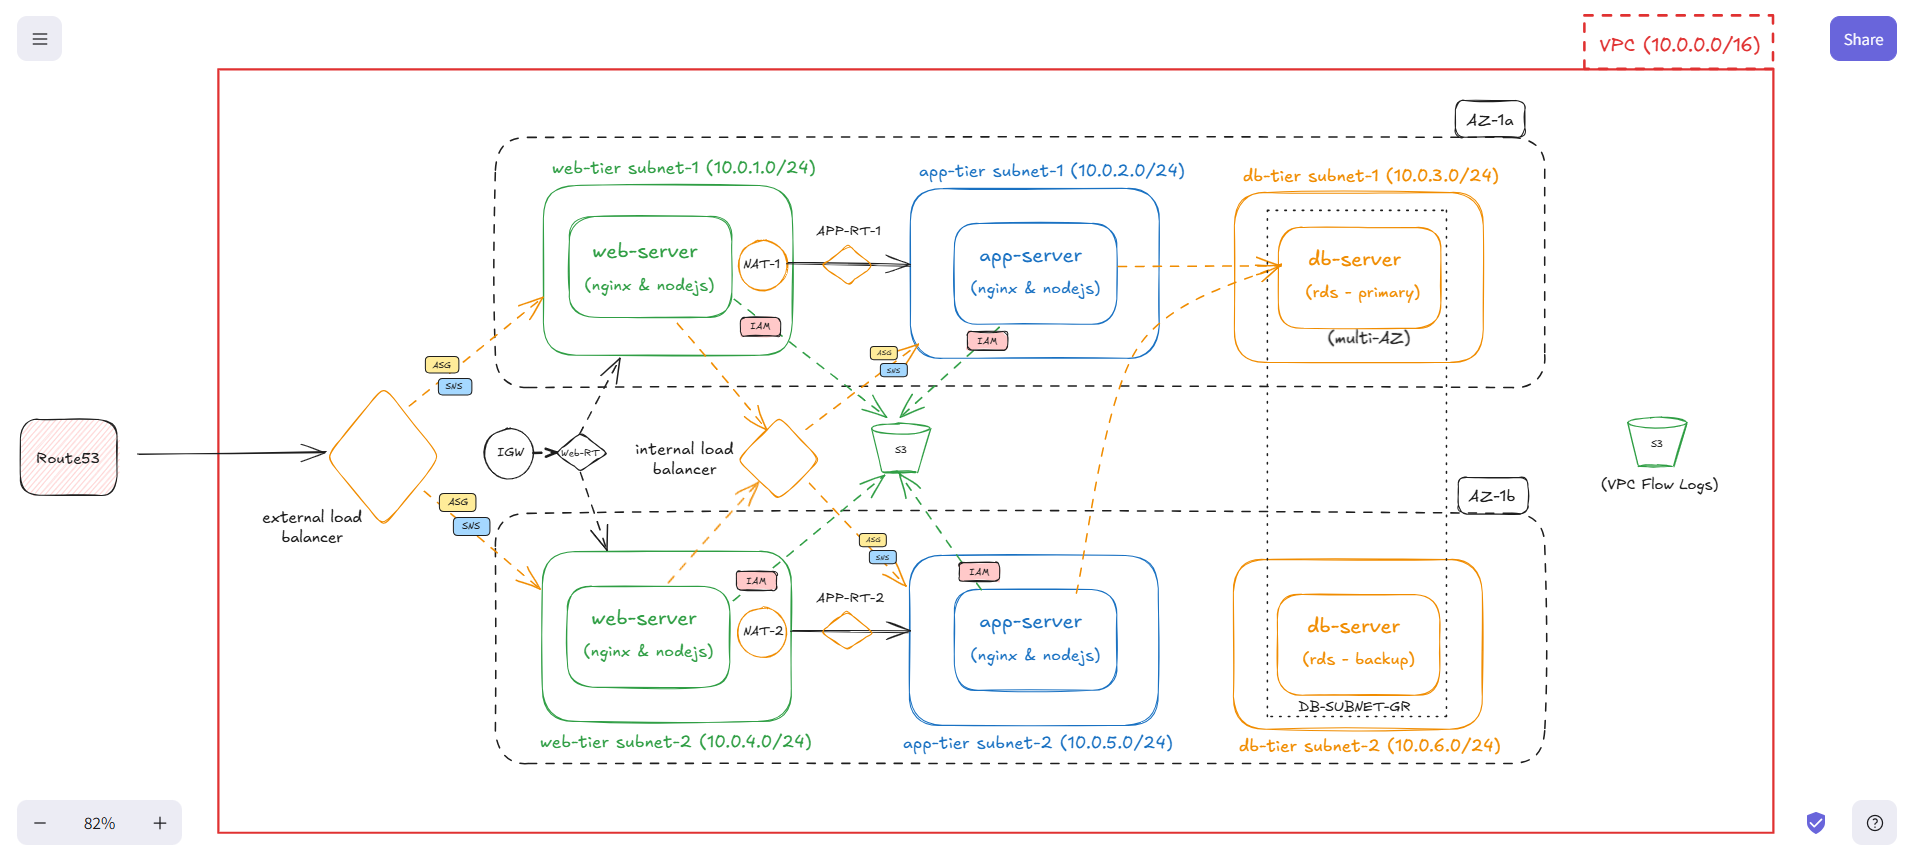 VPC (10.0.0.0/16)
Share
AZ-1a
web-tier subnet-1 (10.0.1.0/24)
app-tier subnet-1 (10.0.2.0/24)
db-tier subnet-1 (10.0.3.0/24)
web-server
(nginx & nodejs)
NAT-1
APP-RT-1
app-server
(nginx & nodejs)
db-server
(rds - primary)
(multi-AZ)
IAM
IAM
ASG
SNS
ASG
SNS
Route53
external load
balancer
IGW
Web-RT
internal load
balancer
S3
S3
(VPC Flow Logs)
ASG
SNS
ASG
SNS
AZ-1b
IAM
IAM
web-server
(nginx & nodejs)
NAT-2
APP-RT-2
app-server
(nginx & nodejs)
db-server
(rds - backup)
DB-SUBNET-GR
web-tier subnet-2 (10.0.4.0/24)
app-tier subnet-2 (10.0.5.0/24)
db-tier subnet-2 (10.0.6.0/24)
82%